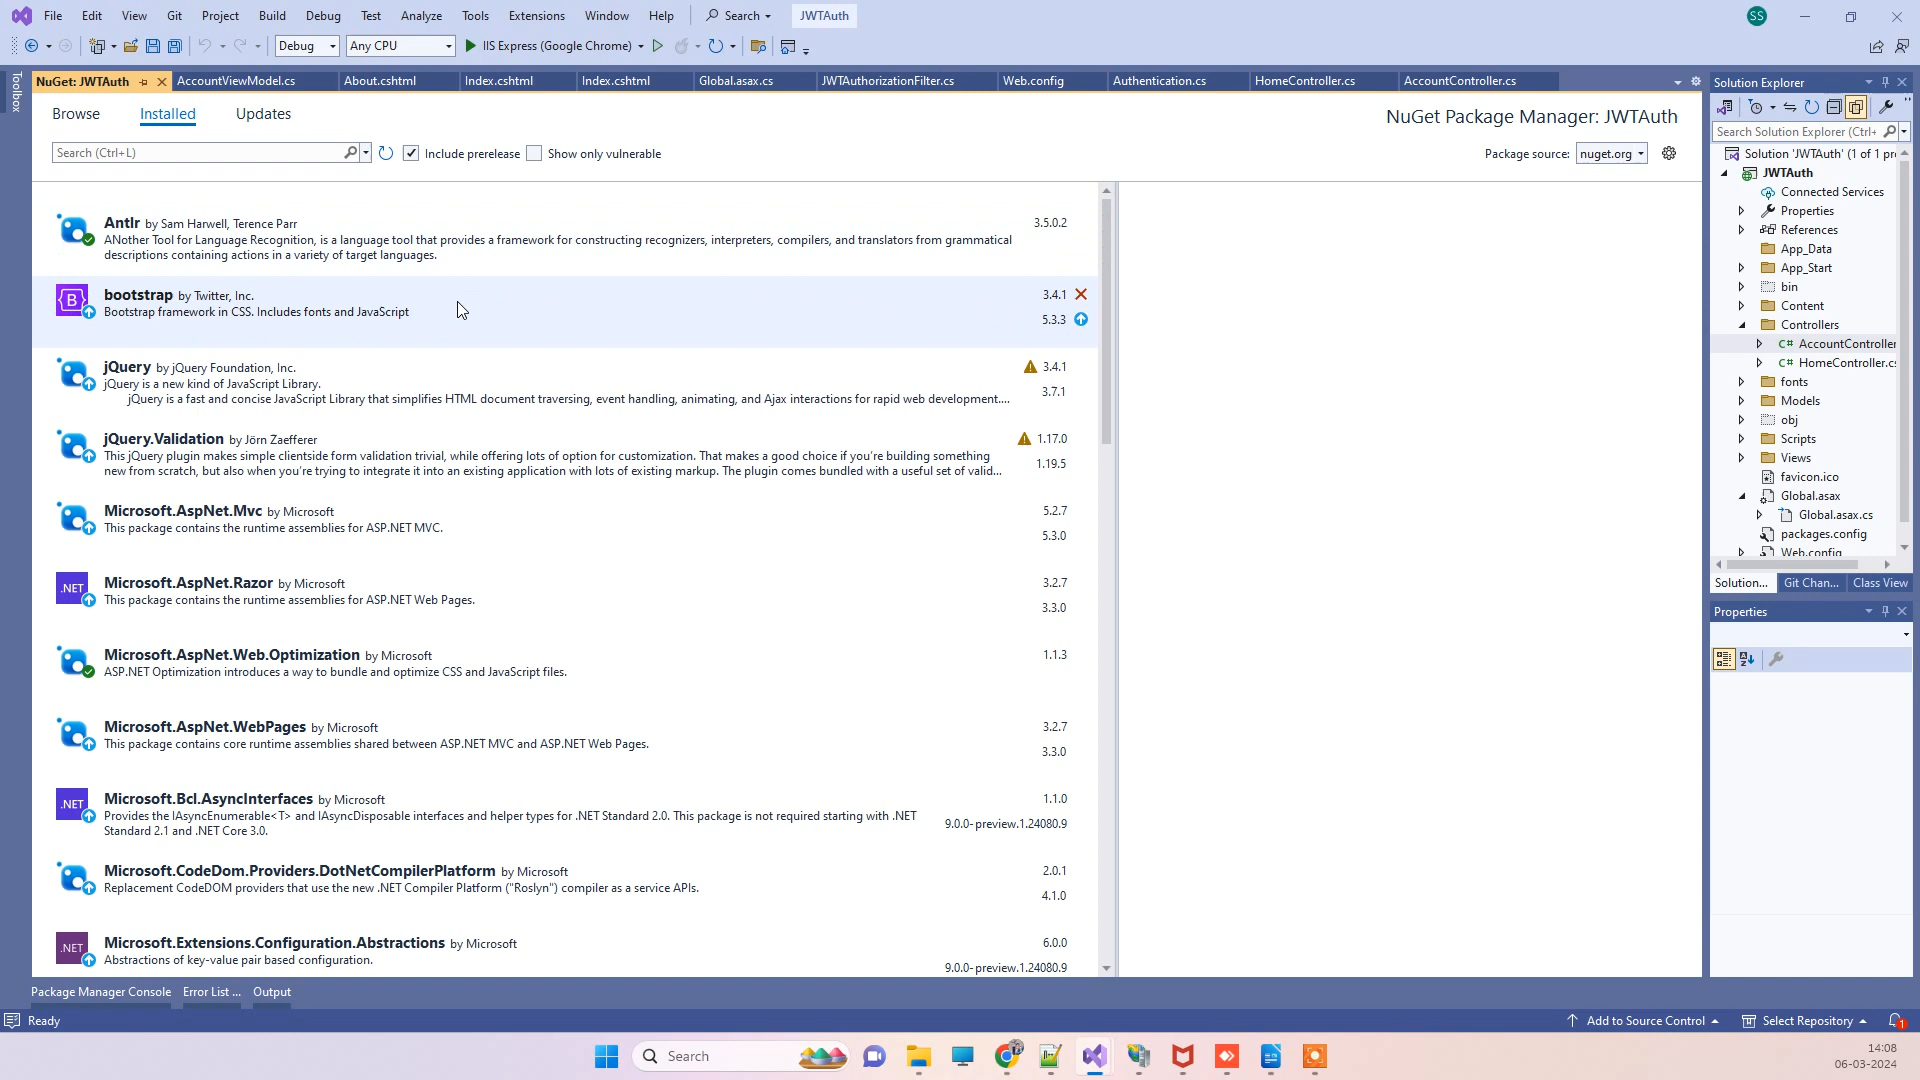 File Edit View Git Project Build Debug Test Analyze Tools Extensions Window Help Search JWTAuth SS
Debug Any CPU IIS Express (Google Chrome)
Toolbox
NuGet: JWTAuth AccountViewModel.cs About.cshtml Index.cshtml Index.cshtml Global.asax.cs JWTAuthorizationFilter.cs Web.config Authentication.cs HomeController.cs AccountController.cs
Browse Installed Updates
NuGet Package Manager: JWTAuth
Search (Ctrl+L) Include prerelease Show only vulnerable
Package source: nuget.org
Antlr by Sam Harwell, Terence Parr 3.5.0.2
ANother Tool for Language Recognition, is a language tool that provides a framework for constructing recognizers, interpreters, compilers, and translators from grammatical
descriptions containing actions in a variety of target languages.
bootstrap by Twitter, Inc. 3.4.1
Bootstrap framework in CSS. Includes fonts and JavaScript
5.3.3
jQuery by jQuery Foundation, Inc. 3.4.1
jQuery is a new kind of JavaScript Library. 3.7.1
jQuery is a fast and concise JavaScript Library that simplifies HTML document traversing, event handling, animating, and Ajax interactions for rapid web development....
jQuery.Validation by Jörn Zaefferer 1.17.0
This jQuery plugin makes simple clientside form validation trivial, while offering lots of option for customization. That makes a good choice if you're building something
1.19.5
new from scratch, but also when you're trying to integrate it into an existing application with lots of existing markup. The plugin comes bundled with a useful set of valid...
Microsoft.AspNet.Mvc by Microsoft 5.2.7
This package contains the runtime assemblies for ASP.NET MVC.
5.3.0
.NET
Microsoft.AspNet.Razor by Microsoft 3.2.7
This package contains the runtime assemblies for ASP.NET Web Pages.
3.3.0
Microsoft.AspNet.Web.Optimization by Microsoft 1.1.3
ASP.NET Optimization introduces a way to bundle and optimize CSS and JavaScript files.
Microsoft.AspNet.WebPages by Microsoft 3.2.7
This package contains core runtime assemblies shared between ASP.NET MVC and ASP.NET Web Pages.
3.3.0
.NET
Microsoft.Bcl.AsyncInterfaces by Microsoft 1.1.0
Provides the IAsyncEnumerable<T> and IAsyncDisposable interfaces and helper types for .NET Standard 2.0. This package is not required starting with .NET
9.0.0-preview.1.24080.9
Standard 2.1 and .NET Core 3.0.
Microsoft.CodeDom.Providers.DotNetCompilerPlatform by Microsoft 2.0.1
Replacement CodeDOM providers that use the new .NET Compiler Platform ("Roslyn") compiler as a service APIs.
4.1.0
.NET
Microsoft.Extensions.Configuration.Abstractions by Microsoft 6.0.0
Abstractions of key-value pair based configuration.
9.0.0-preview.1.24080.9
Solution Explorer
Search Solution Explorer (Ctrl+
Solution 'JWTAuth' (1 of 1 pr
JWTAuth
Connected Services
Properties
References
App_Data
App_Start
bin
Content
Controllers
C# AccountController
C# HomeController.cs
fonts
Models
obj
Scripts
Views
favicon.ico
Global.asax
Global.asax.cs
packages.config
Web.config
Solution... Git Chan... Class View
Properties
Package Manager Console Error List ... Output
Ready Add to Source Control Select Repository 1
Search
14:08
06-03-2024